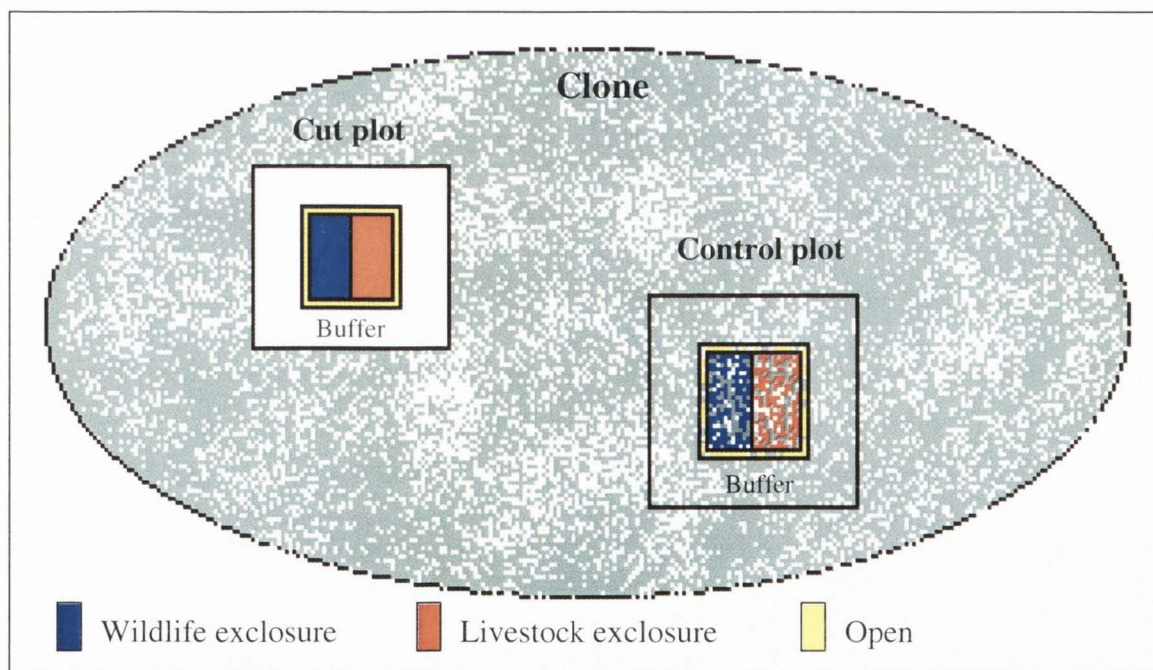 Clone
Cut plot
Control plot
Buffer
Buffer
Wildlife exclosure
Livestock exclosure
Open